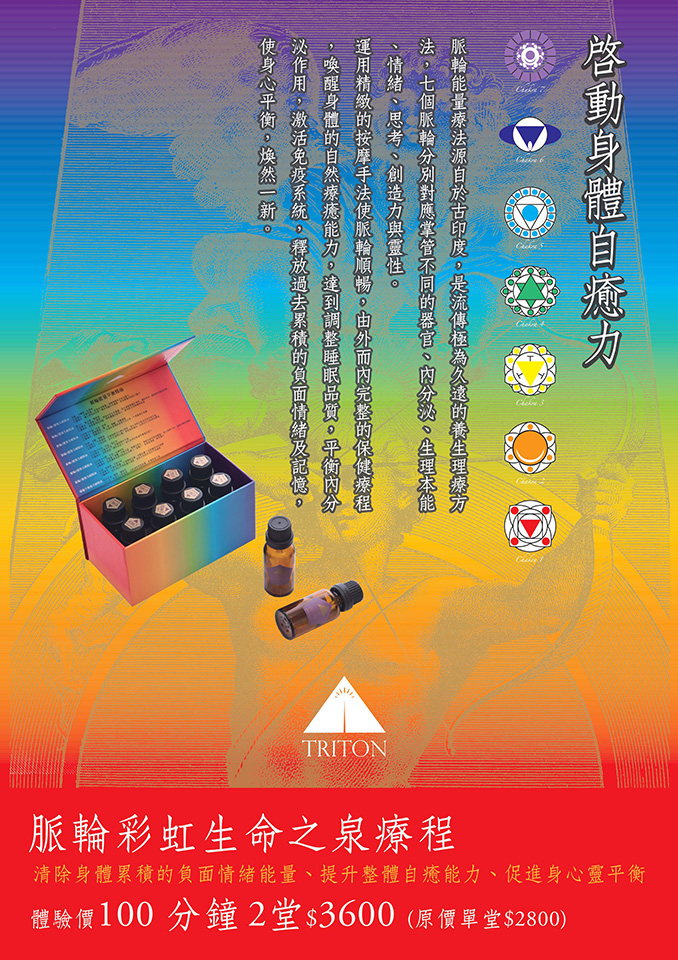 啓動身體自癒力
Chakra 7
Chakra 6
Chakra 5
Chakra 4
Chakra 3
Chakra 2
Chakra 1
脈輪能量療法源自於古印度，是流傳極為久遠的養生理療方
法，七個脈輪分別對應掌管不同的器官、內分泌、生理本能
、情緒、思考、創造力與靈性。
運用精緻的按摩手法使脈輪順暢，由外而內完整的保健療程
，喚醒身體的自然療癒能力，達到調整睡眠品質，平衡內分
泌作用，激活免疫系統，釋放過去累積的負面情緒及記憶，
使身心平衡，煥然一新。
TRITON
脈輪彩虹生命之泉療程
清除身體累積的負面情緒能量、提升整體自癒能力、促進身心靈平衡
體驗價100 分鐘 2堂$3600 (原價單堂$2800)